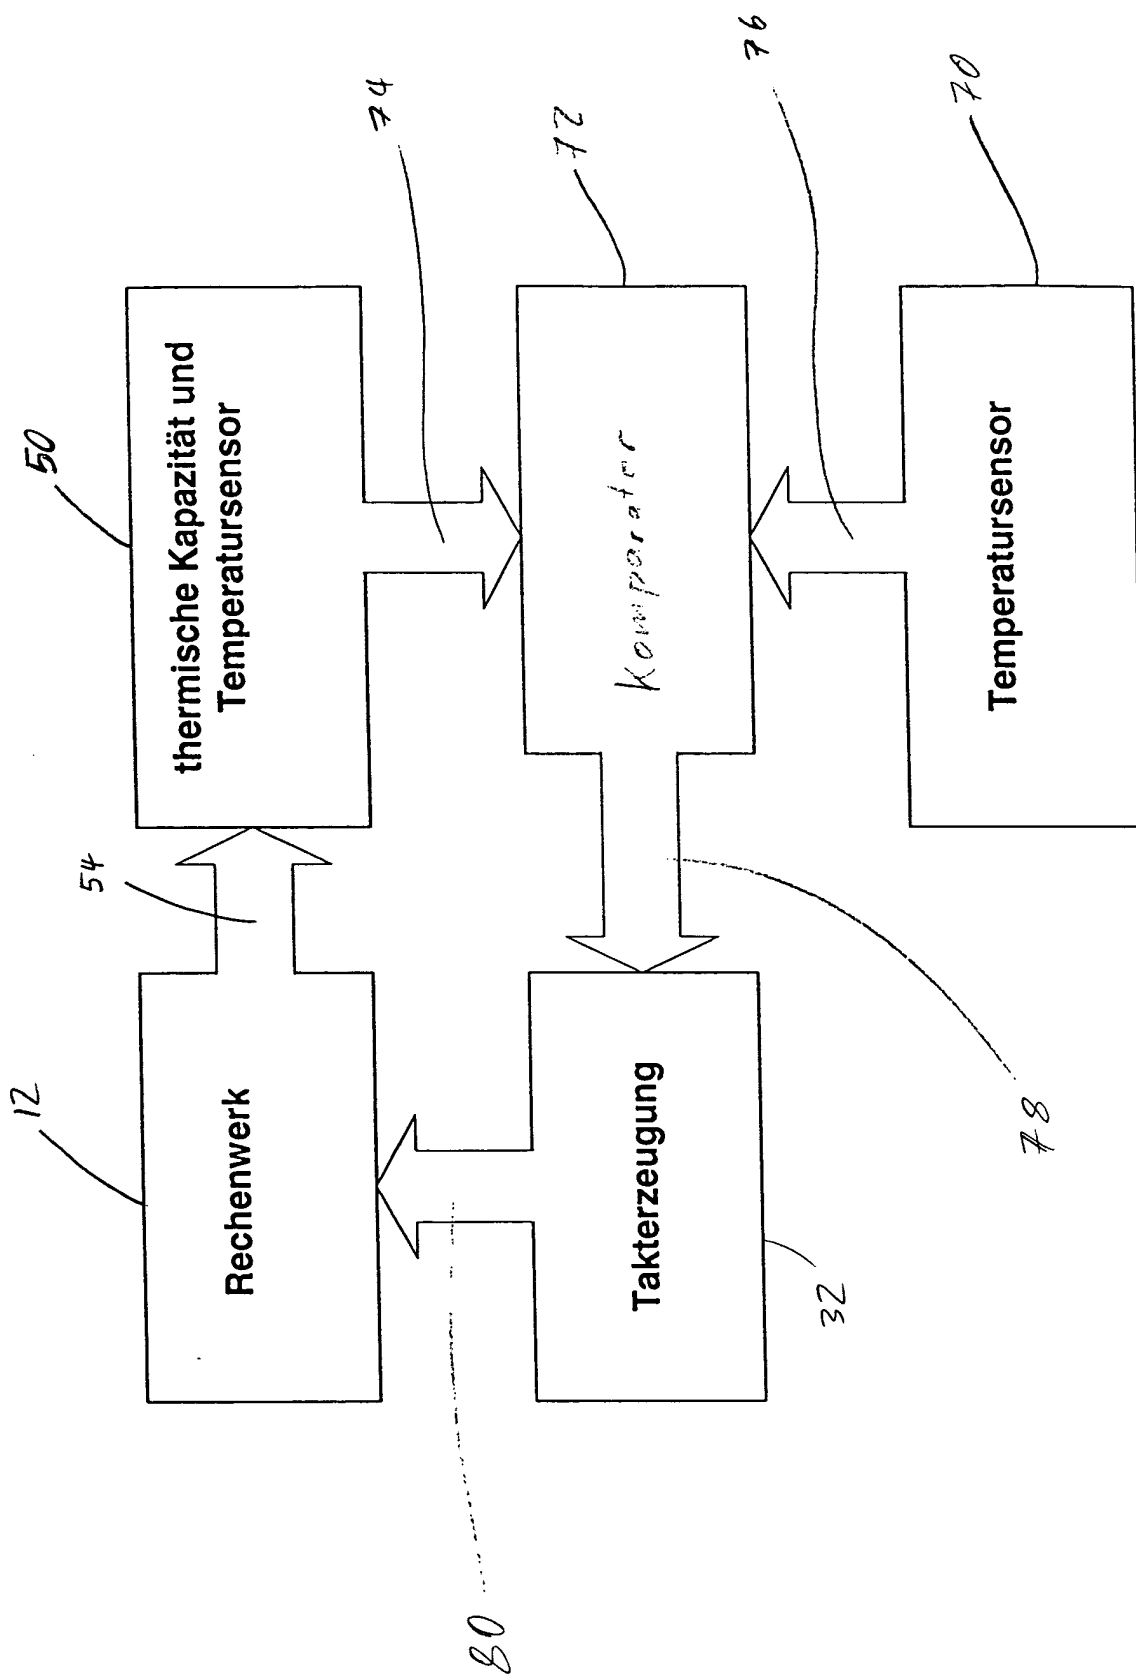 12
Rechenwerk
54
50
thermische Kapazität und
Temperatursensor
74
80
Takterzeugung
32
78
Komparator
72
76
Temperatursensor
70